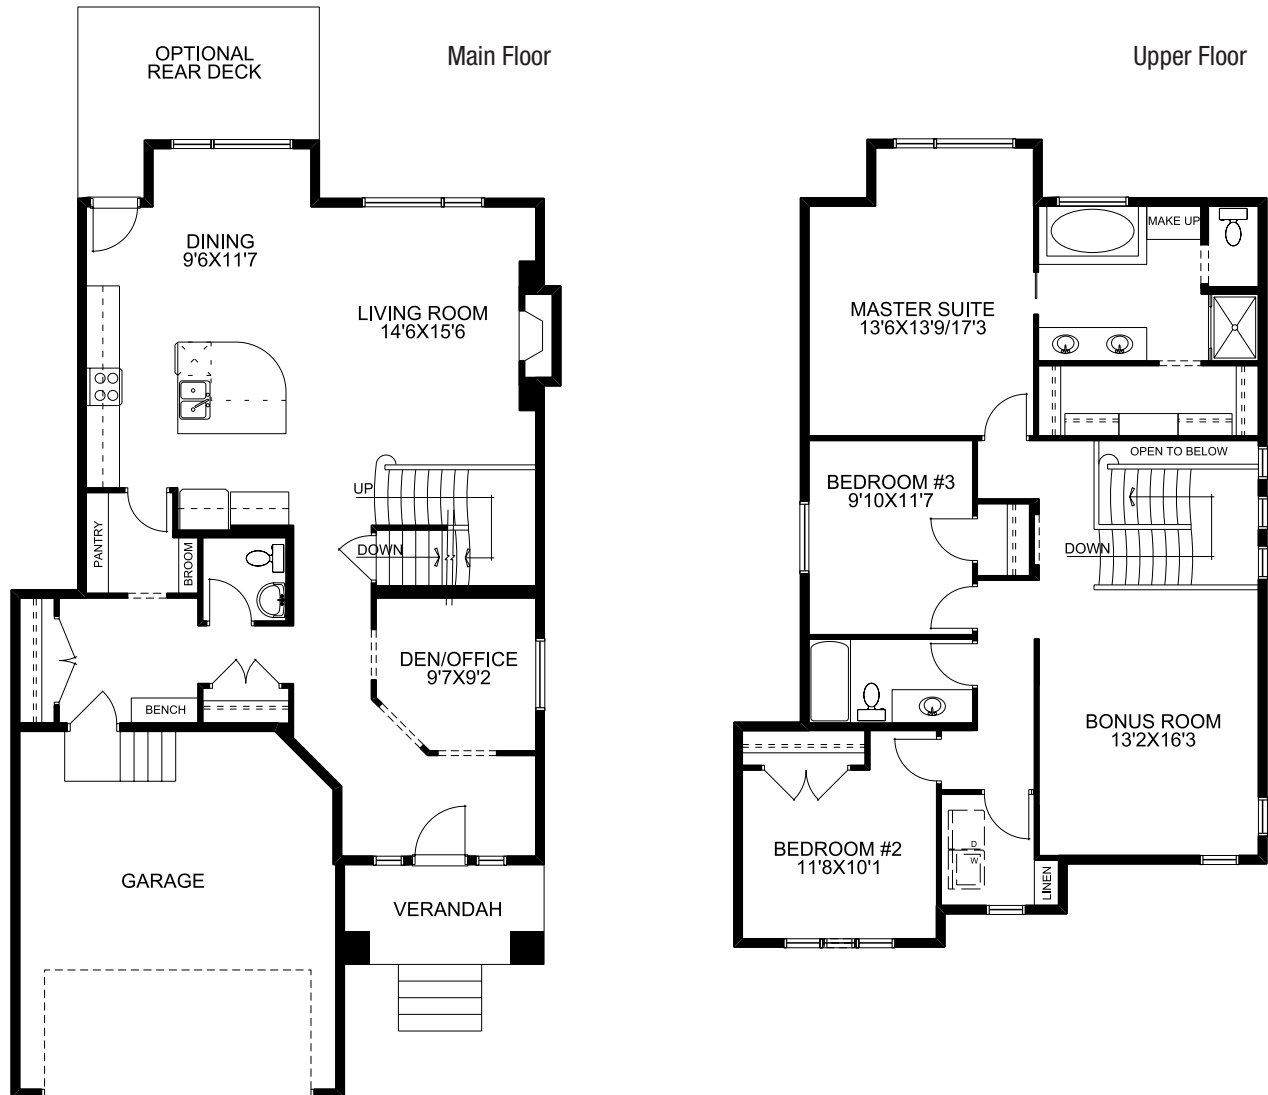 Main Floor
OPTIONAL
REAR DECK
DINING
9'6X11'7
LIVING ROOM
14'6X15'6
UP
DOWN
PANTRY
BROOM
DEN/OFFICE
9'7X9'2
BENCH
GARAGE
VERANDAH
Upper Floor
MAKE UP
MASTER SUITE
13'6X13'9/17'3
OPEN TO BELOW
BEDROOM #3
9'10X11'7
DOWN
BONUS ROOM
13'2X16'3
BEDROOM #2
11'8X10'1
D
W
LINEN